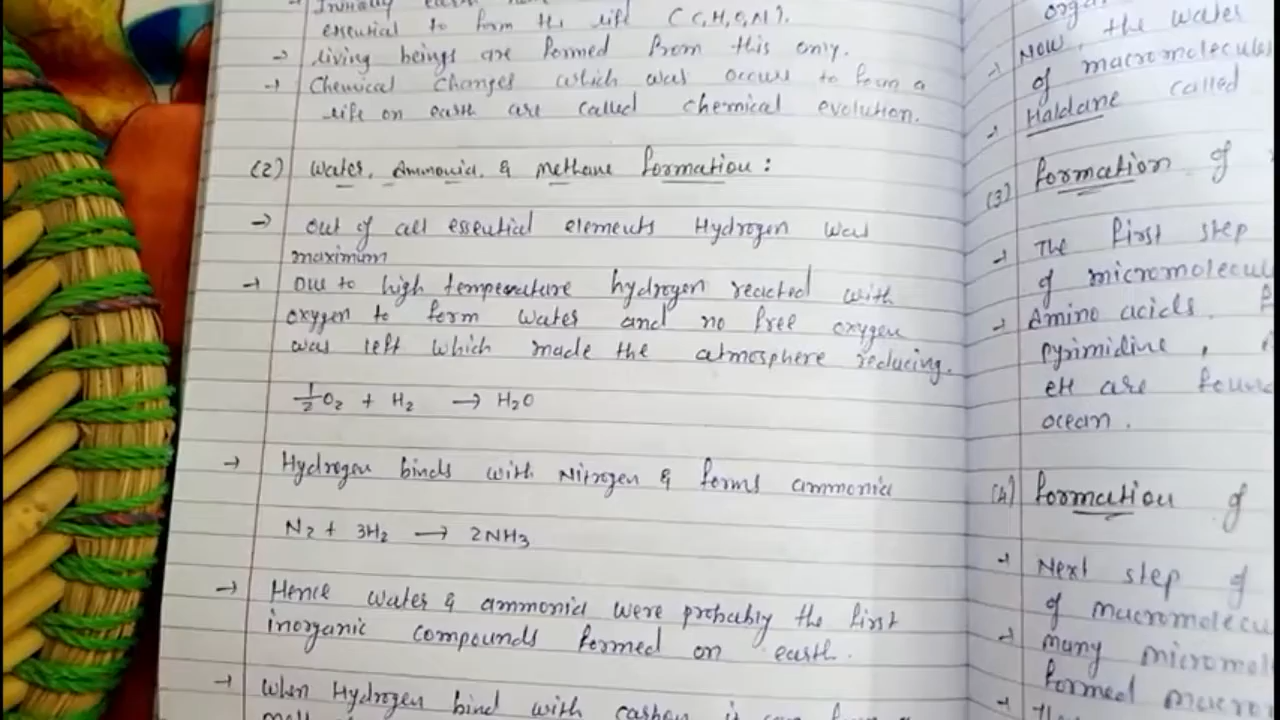 essential to form the life (C,H,O,N).
→ living beings are formed from this only.
→ Chemical changes which was occurs to form a
life on earth are called chemical evolution.
(2) Water, Ammonia, & Methane formation :
→ out of all essential elements Hydrogen was
maximum
→ Due to high temperature hydrogen reacted with
oxygen to form water and no free oxygen
was left which made the atmosphere reducing.
½O₂ + H₂ → H₂O
→ Hydrogen binds with Nitrogen & forms ammonia
N₂ + 3H₂ → 2NH₃
→ Hence water & ammonia were probably the first
inorganic compounds formed on earth.
→ When Hydrogen bind with carbon
→ Now, the water
of macromolecules
→ Haldane called
(3) formation of
→ The first step
of micromolecul
→ Amino acids,
pyrimidine,
etc are found
ocean.
(4) formation of
→ Next step of
of macromolecu
→ many micromol
formed macro